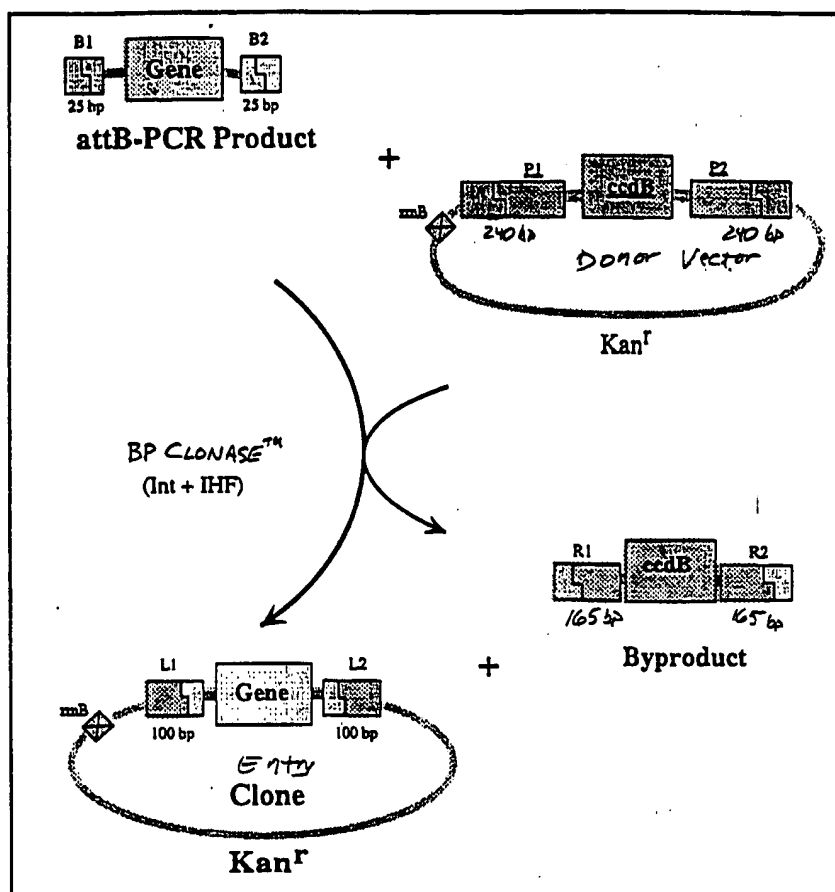 B1 B2
Gene
25 bp 25 bp
attB-PCR Product
+
P1 ccdB P2
rrnB
240 bp 240 bp
Donor Vector
Kanʳ
BP CLONASE™
(Int + IHF)
R1 R2
ccdB
165 bp 165 bp
Byproduct
+
L1 L2
Gene
rrnB
100 bp 100 bp
Entry
Clone
Kanʳ